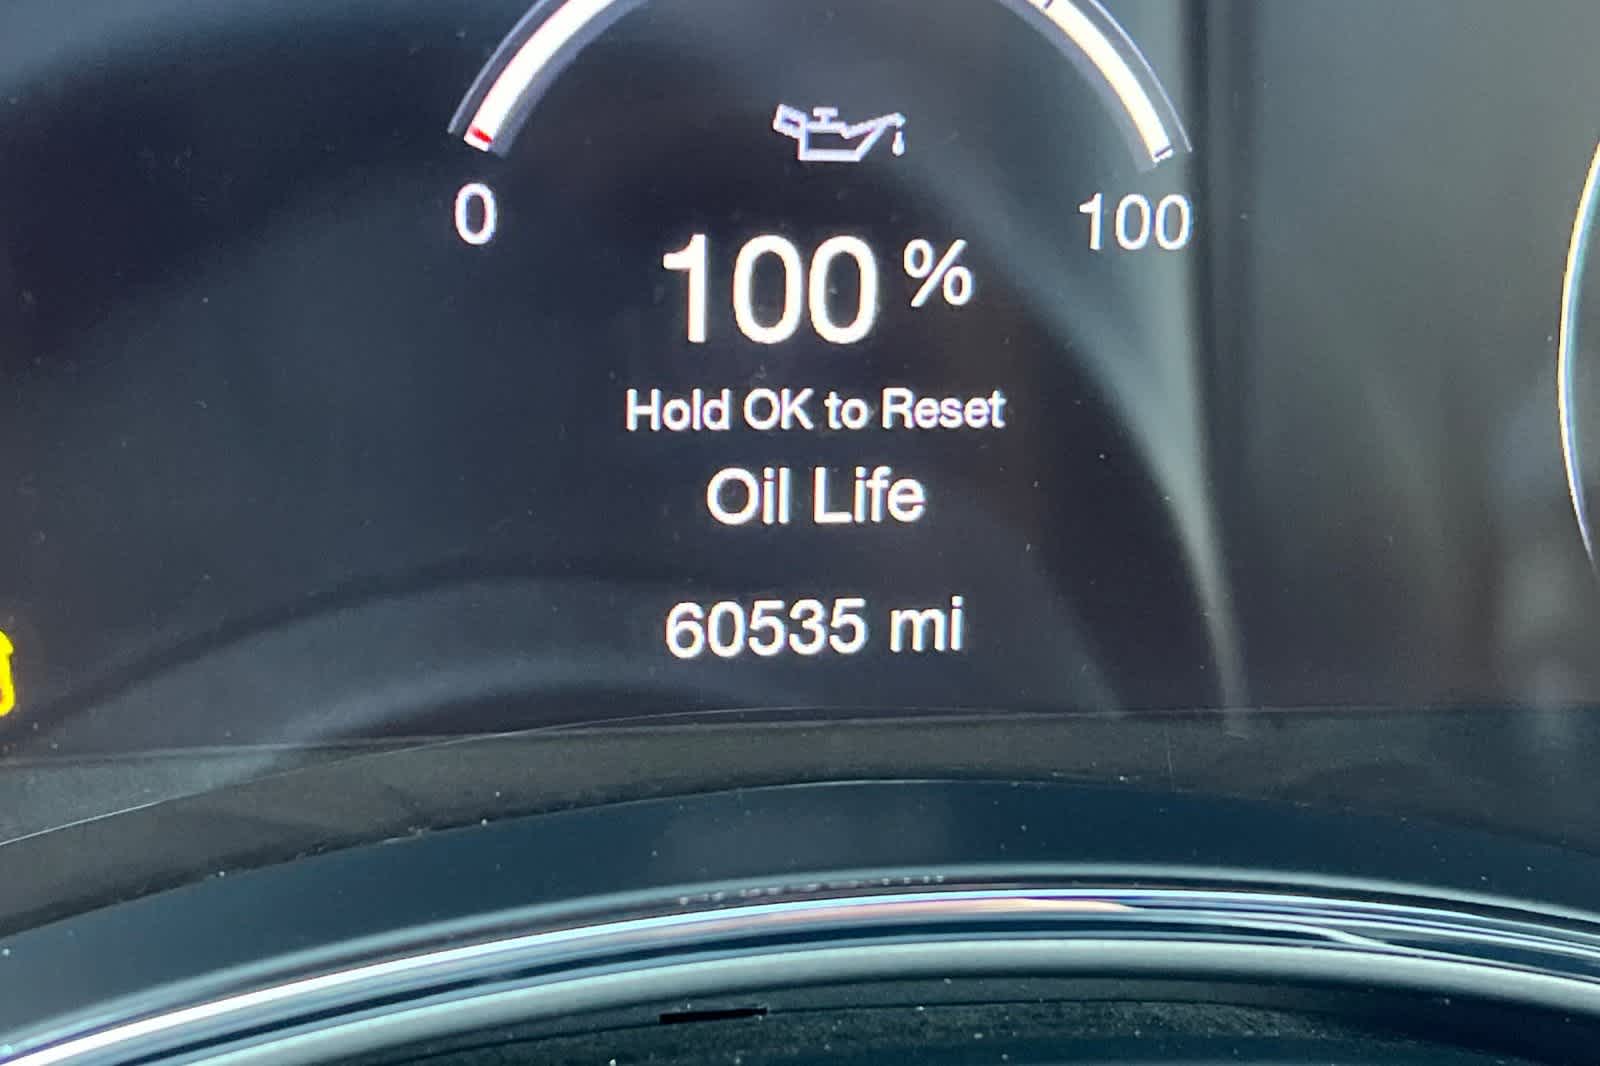 0
100
100 %
Hold OK to Reset
Oil Life
60535 mi